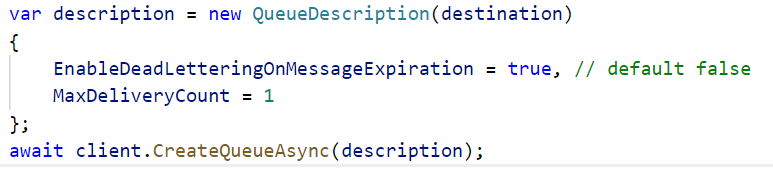 var description = new QueueDescription(destination)
{
    EnableDeadLetteringOnMessageExpiration = true, // default false
    MaxDeliveryCount = 1
};
await client.CreateQueueAsync(description);